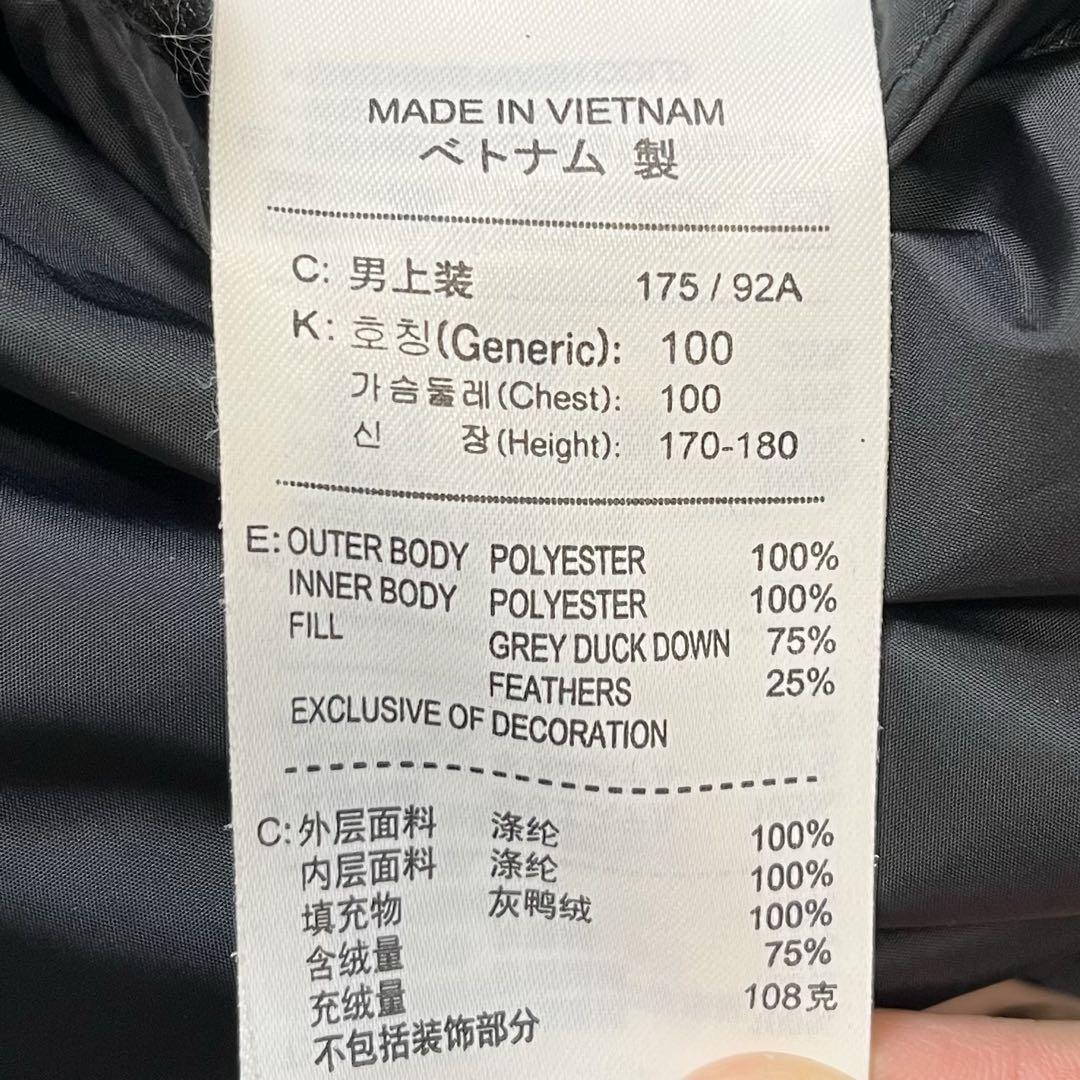 MADE IN VIETNAM
ベトナム 製
C: 男上装 175 / 92A
K: 호칭(Generic): 100
가슴둘레(Chest): 100
신 장(Height): 170-180
E: OUTER BODY POLYESTER 100%
INNER BODY POLYESTER 100%
FILL GREY DUCK DOWN 75%
FEATHERS 25%
EXCLUSIVE OF DECORATION
C: 外层面料 涤纶 100%
内层面料 涤纶 100%
填充物 灰鸭绒 100%
含绒量 75%
充绒量 108克
不包括装饰部分